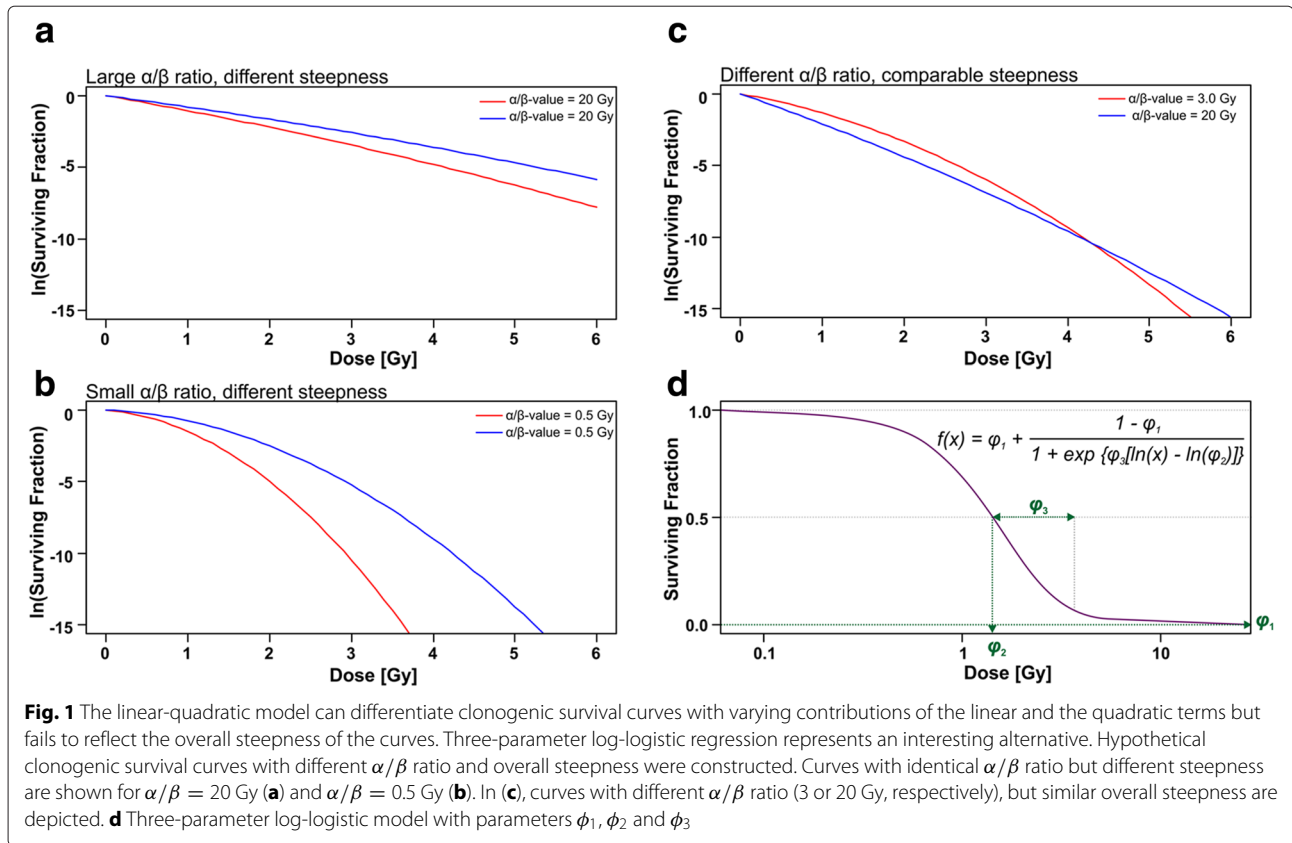 a
Large α/β ratio, different steepness
α/β-value = 20 Gy
α/β-value = 20 Gy
0
-5
-10
-15
ln(Surviving Fraction)
0 1 2 3 4 5 6
Dose [Gy]
b
Small α/β ratio, different steepness
α/β-value = 0.5 Gy
α/β-value = 0.5 Gy
0
-5
-10
-15
ln(Surviving Fraction)
0 1 2 3 4 5 6
Dose [Gy]
c
Different α/β ratio, comparable steepness
α/β-value = 3.0 Gy
α/β-value = 20 Gy
0
-5
-10
-15
ln(Surviving Fraction)
0 1 2 3 4 5 6
Dose [Gy]
d
1.0
0.5
0.0
Surviving Fraction
f(x) = φ₁ + 1 - φ₁ / 1 + exp {φ₃[ln(x) - ln(φ₂)]}
φ₃
φ₁
φ₂
0.1 1 10
Dose [Gy]
Fig. 1 The linear-quadratic model can differentiate clonogenic survival curves with varying contributions of the linear and the quadratic terms but
fails to reflect the overall steepness of the curves. Three-parameter log-logistic regression represents an interesting alternative. Hypothetical
clonogenic survival curves with different α/β ratio and overall steepness were constructed. Curves with identical α/β ratio but different steepness
are shown for α/β = 20 Gy (a) and α/β = 0.5 Gy (b). In (c), curves with different α/β ratio (3 or 20 Gy, respectively), but similar overall steepness are
depicted. d Three-parameter log-logistic model with parameters ϕ₁, ϕ₂ and ϕ₃